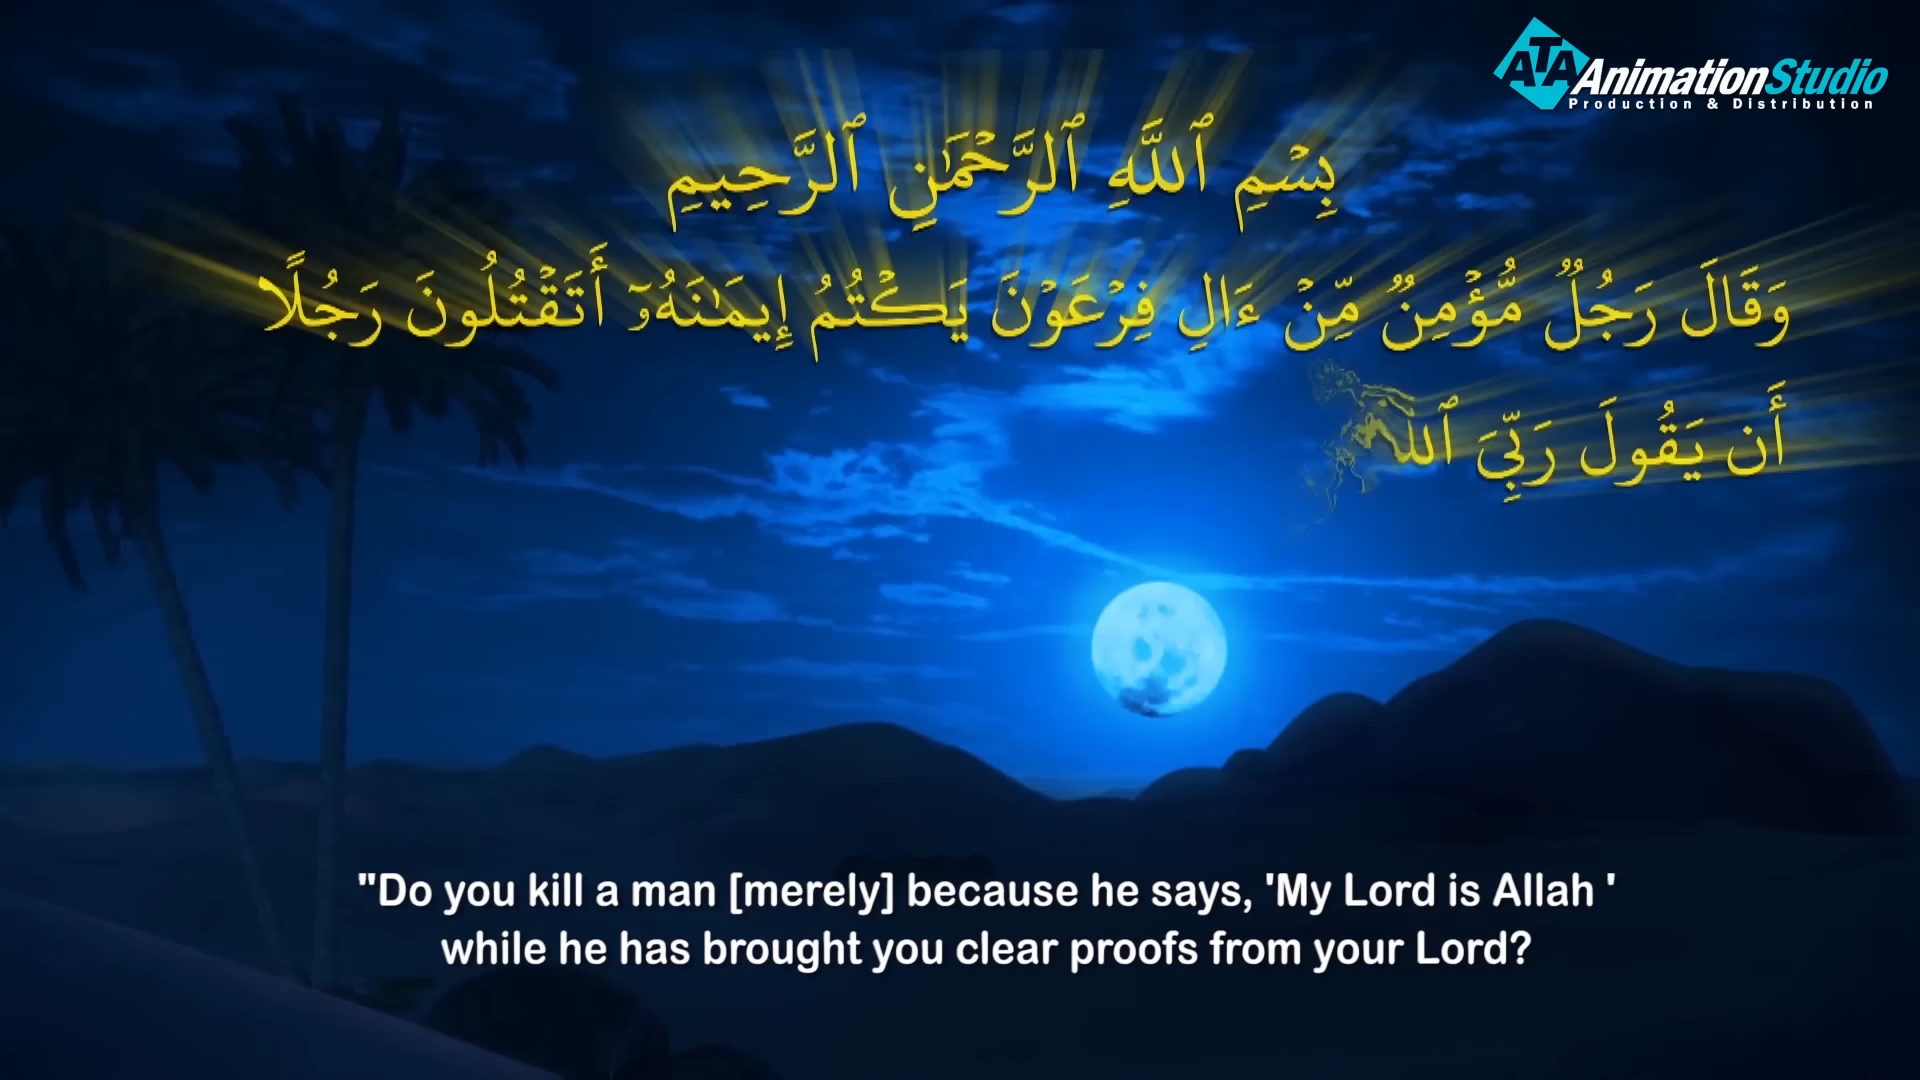 ATA AnimationStudio
Production & Distribution
بِسْمِ ٱللَّهِ ٱلرَّحْمَٰنِ ٱلرَّحِيمِ
وَقَالَ رَجُلٌ مُّؤْمِنٌ مِّنْ ءَالِ فِرْعَوْنَ يَكْتُمُ إِيمَٰنَهُۥٓ أَتَقْتُلُونَ رَجُلًا
أَن يَقُولَ رَبِّىَ
"Do you kill a man [merely] because he says, 'My Lord is Allah '
while he has brought you clear proofs from your Lord?